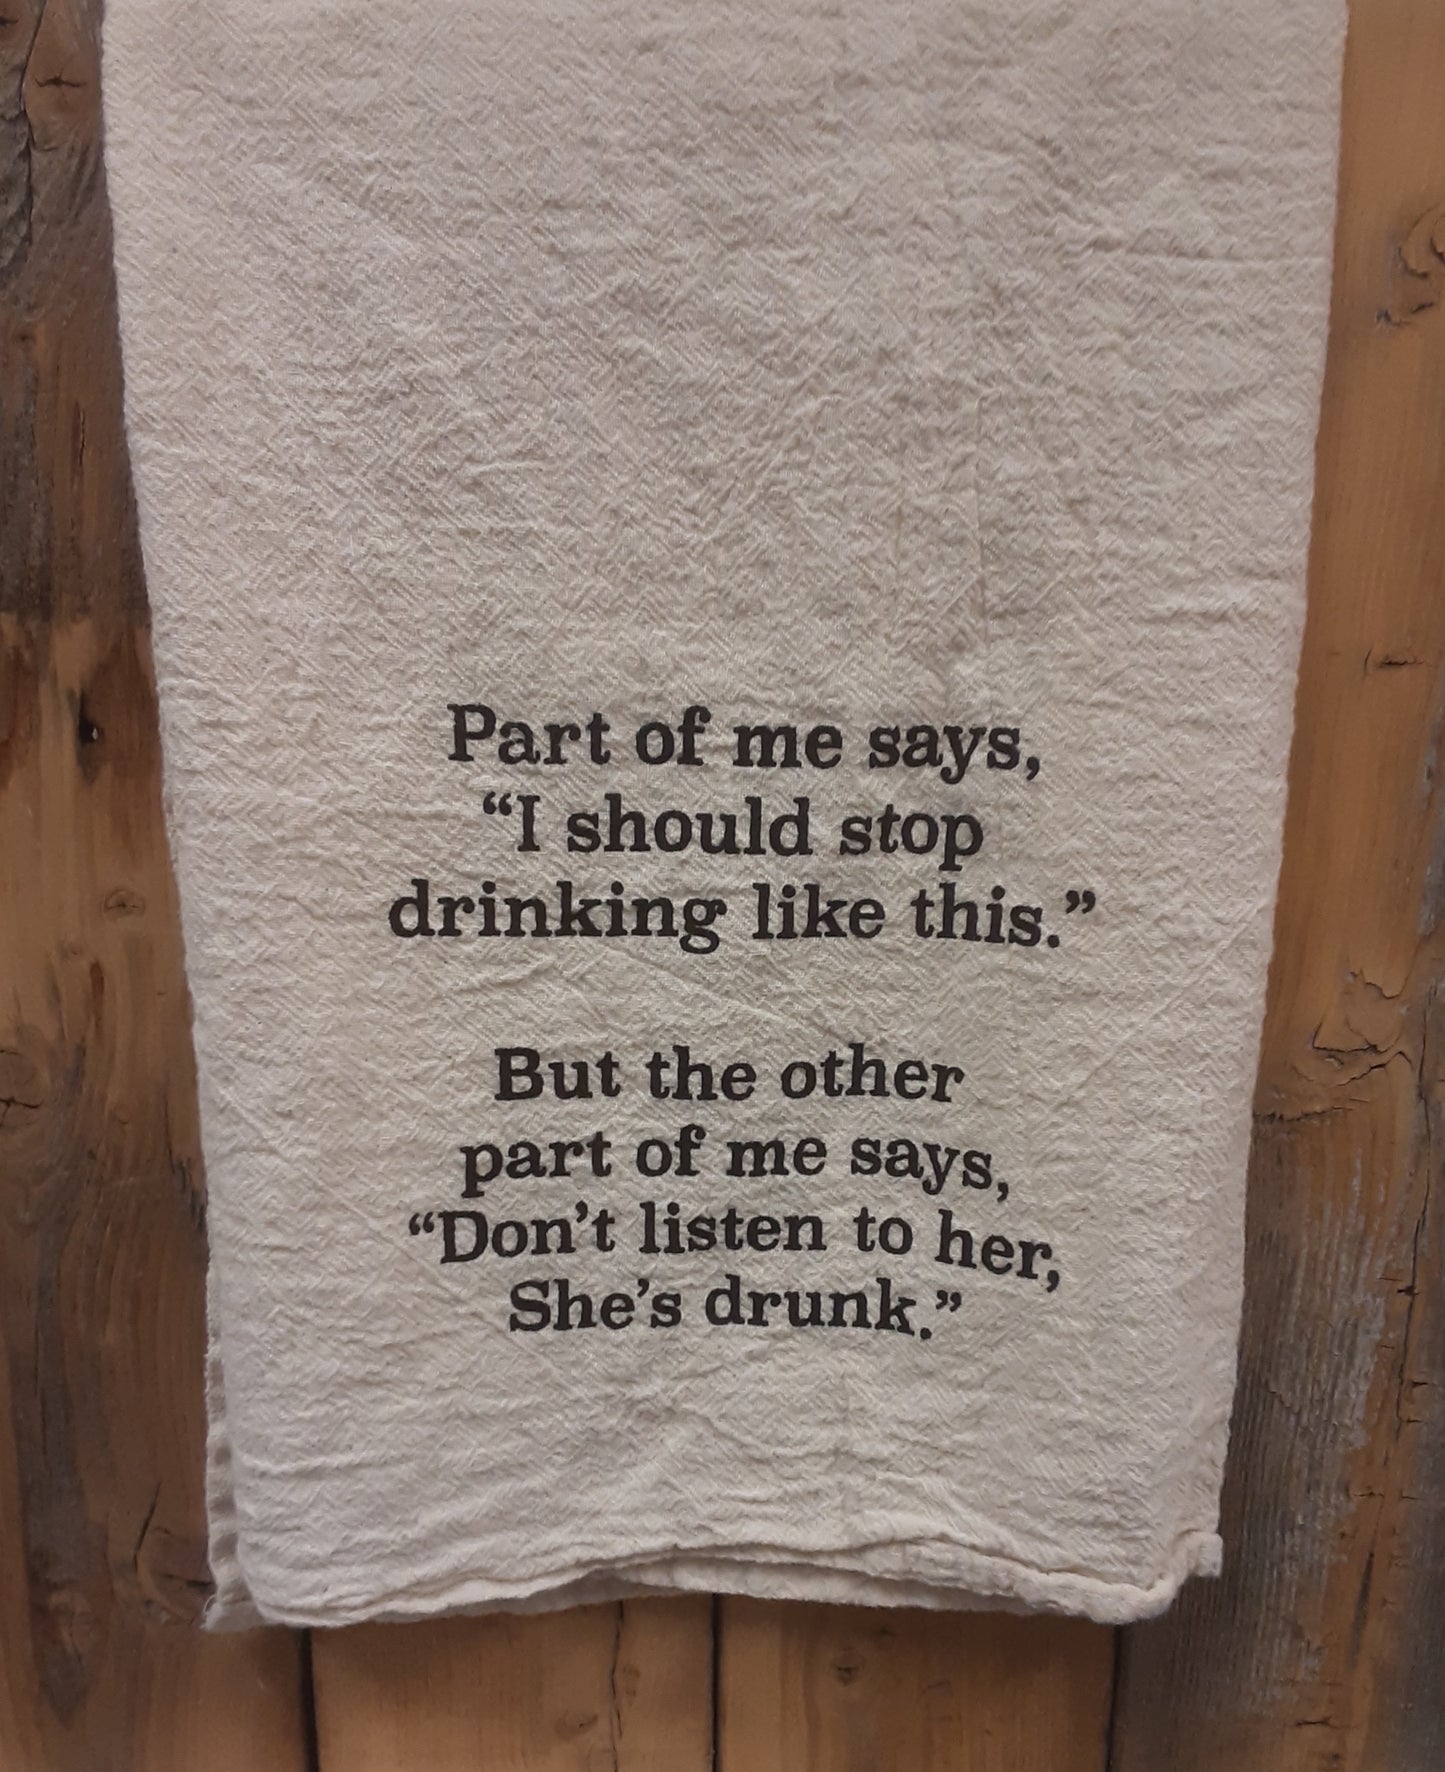 Part of me says,
“I should stop
drinking like this.”
But the other
part of me says,
“Don’t listen to her,
She’s drunk.”